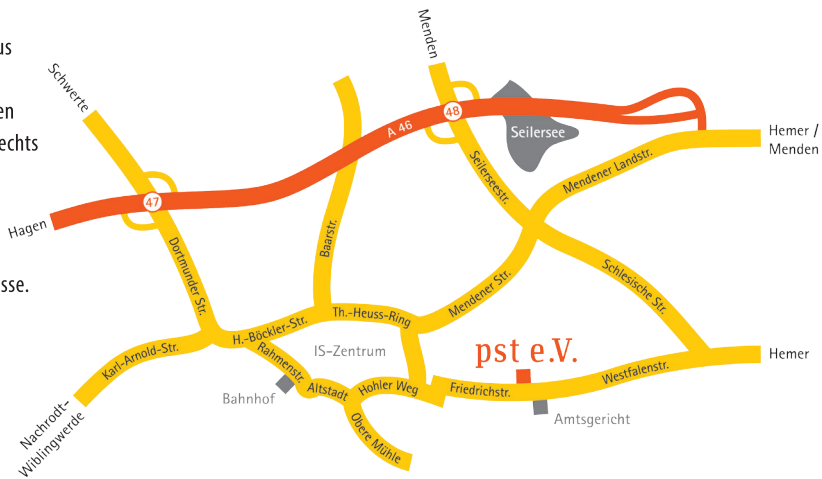 us
en
echts
sse.
Menden
Schwerte
A 46
48
Seilersee
Hemer /
Menden
Mendener Landstr.
Seilerseestr.
47
Hagen
Dortmunder Str.
Baarstr.
Schlesische Str.
Mendener Str.
Th.-Heuss-Ring
H.-Böckler-Str.
Karl-Arnold-Str.
IS-Zentrum
Rahmenstr.
pst e.V.
Hemer
Westfalenstr.
Bahnhof
Altstadt
Hohler Weg
Friedrichstr.
Amtsgericht
Obere Mühle
Nachrodt-
Wiblingwerde